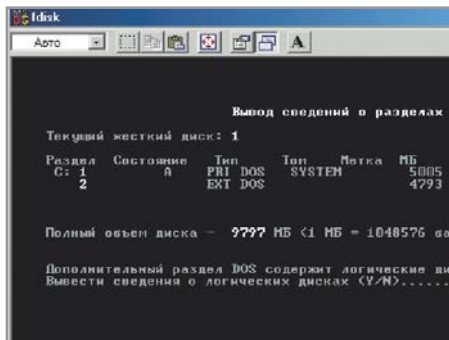 fdisk
Авто
A
Вывод сведений о разделах
Текущий жесткий диск: 1
Раздел Состояние Тип Том Метка МБ
C: 1 A PRI DOS SYSTEM 5005
2 EXT DOS 4793
Полный объем диска - 9797 МБ (1 МБ = 1048576 ба
Дополнительный раздел DOS содержит логические ди
Вывести сведения о логических дисках (Y/N)......